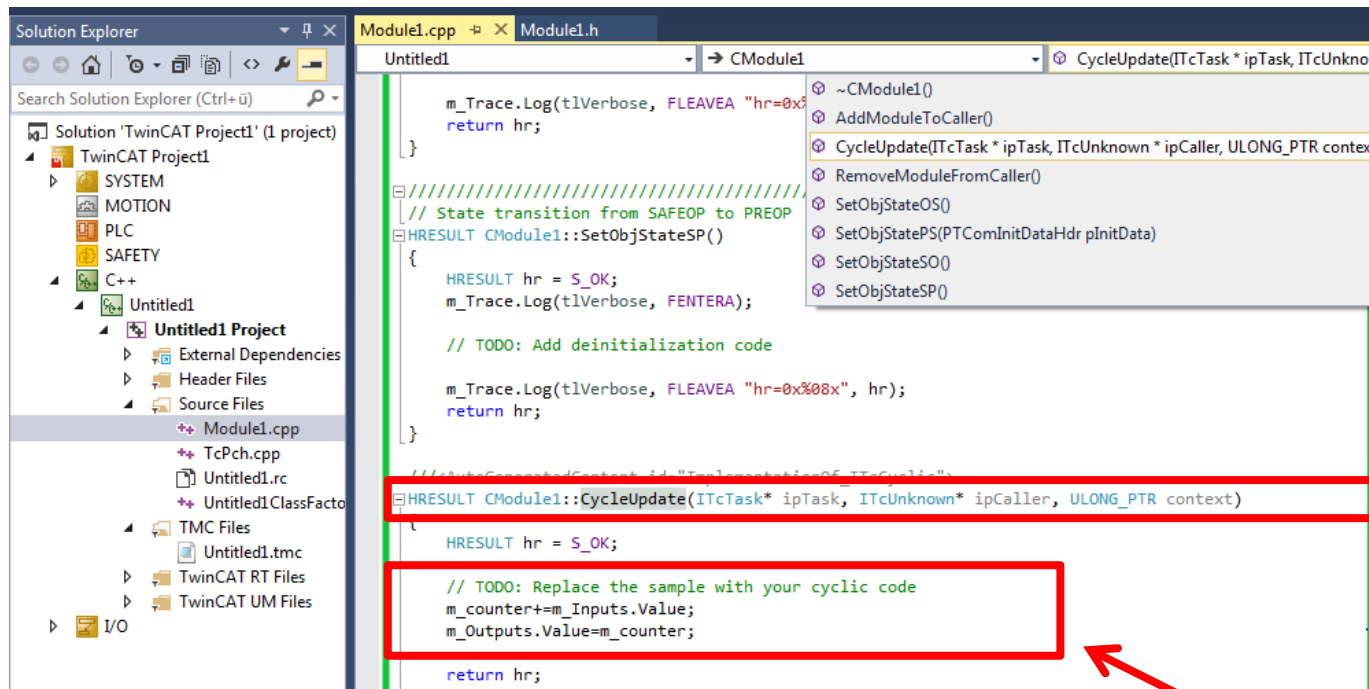 Solution Explorer
Search Solution Explorer (Ctrl+ü)
Solution 'TwinCAT Project1' (1 project)
TwinCAT Project1
SYSTEM
MOTION
PLC
SAFETY
C++
Untitled1
Untitled1 Project
External Dependencies
Header Files
Source Files
Module1.cpp
TcPch.cpp
Untitled1.rc
Untitled1ClassFacto
TMC Files
Untitled1.tmc
TwinCAT RT Files
TwinCAT UM Files
I/O
Module1.cpp Module1.h
Untitled1 CModule1 CycleUpdate(ITcTask * ipTask, ITcUnkno
~CModule1()
AddModuleToCaller()
CycleUpdate(ITcTask * ipTask, ITcUnknown * ipCaller, ULONG_PTR contex
RemoveModuleFromCaller()
SetObjStateOS()
SetObjStatePS(PTComInitDataHdr pInitData)
SetObjStateSO()
SetObjStateSP()
m_Trace.Log(tlVerbose, FLEAVEA "hr=0x%
return hr;
}
///////////////////////////////////////////
// State transition from SAFEOP to PREOP
HRESULT CModule1::SetObjStateSP()
{
HRESULT hr = S_OK;
m_Trace.Log(tlVerbose, FENTERA);
// TODO: Add deinitialization code
m_Trace.Log(tlVerbose, FLEAVEA "hr=0x%08x", hr);
return hr;
}
///<AutoGeneratedContent id="ImplementationOf_ITcCyclic">
HRESULT CModule1::CycleUpdate(ITcTask* ipTask, ITcUnknown* ipCaller, ULONG_PTR context)
{
HRESULT hr = S_OK;
// TODO: Replace the sample with your cyclic code
m_counter+=m_Inputs.Value;
m_Outputs.Value=m_counter;
return hr;